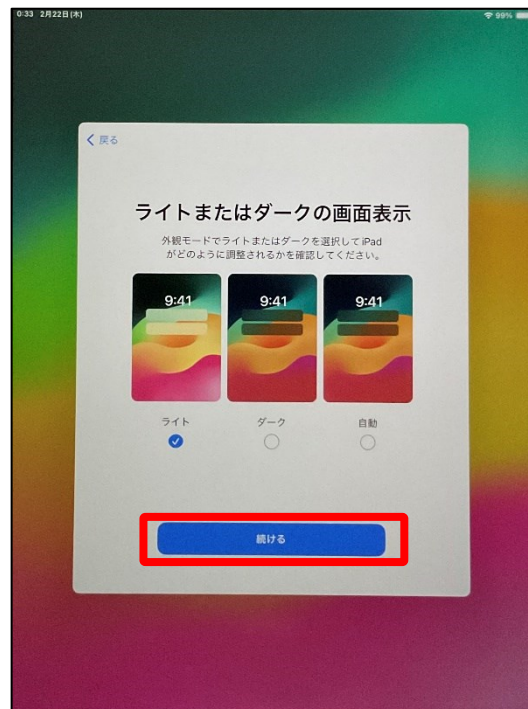 0:33 2月22日(木)
99%
戻る
ライトまたはダークの画面表示
外観モードでライトまたはダークを選択してiPad
がどのように調整されるかを確認してください。
9:41
9:41
9:41
ライト
ダーク
自動
続ける